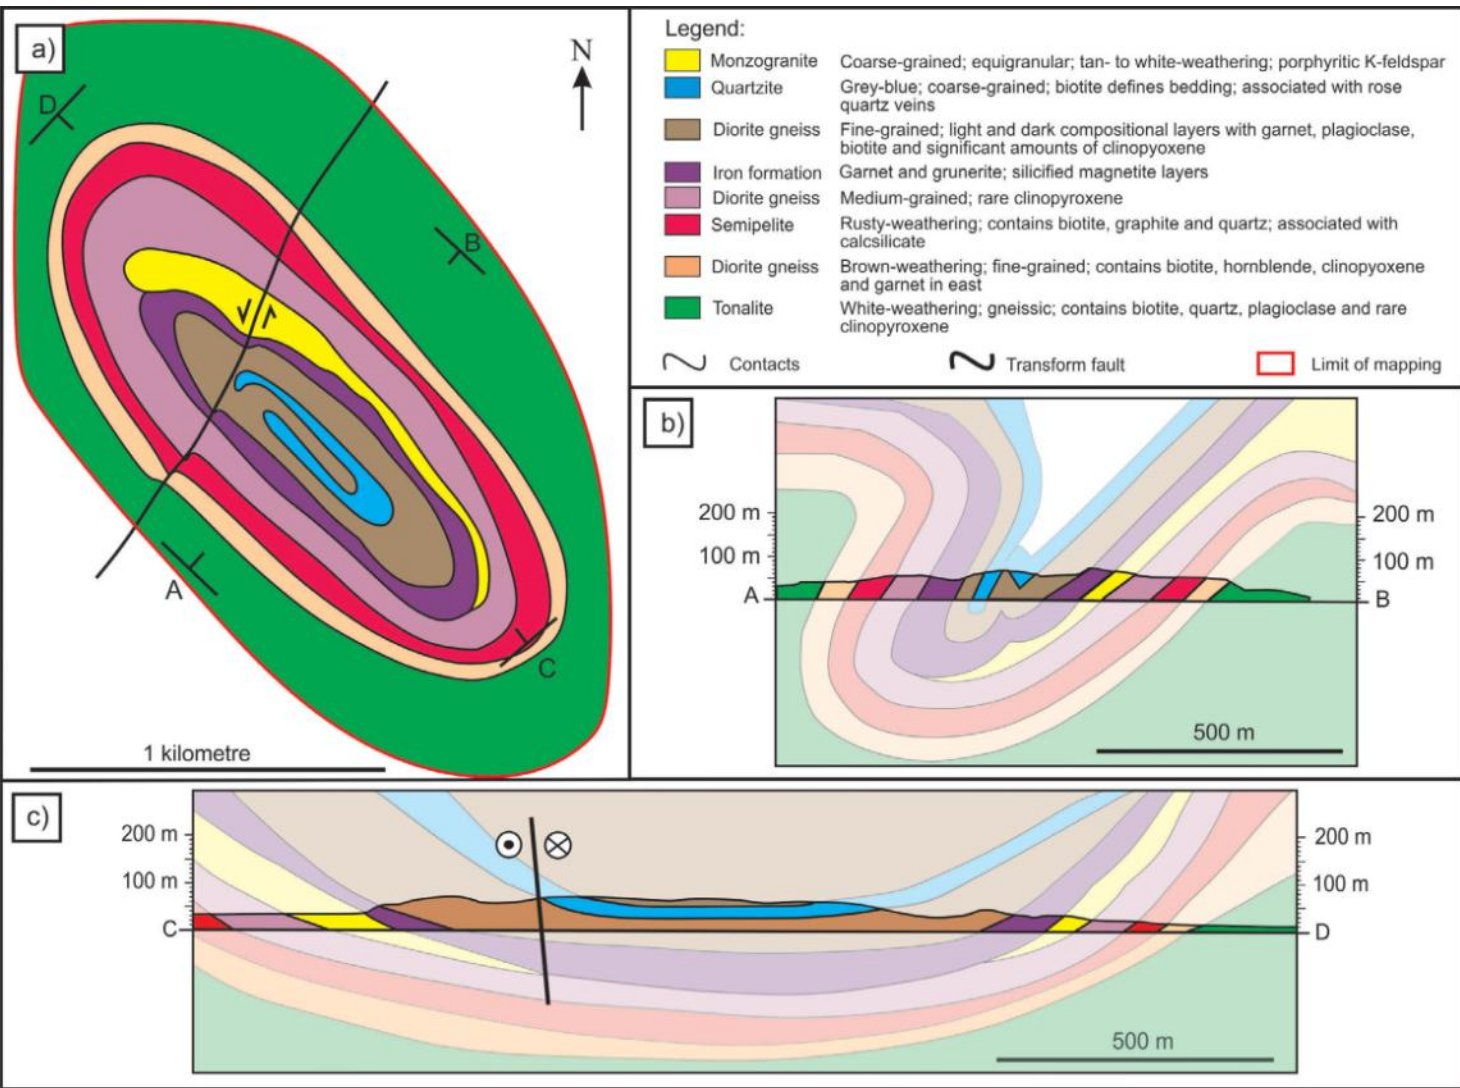 a)
N
D
B
A
C
1 kilometre
Legend:
Monzogranite Coarse-grained; equigranular; tan- to white-weathering; porphyritic K-feldspar
Quartzite Grey-blue; coarse-grained; biotite defines bedding; associated with rose
quartz veins
Diorite gneiss Fine-grained; light and dark compositional layers with garnet, plagioclase,
biotite and significant amounts of clinopyoxene
Iron formation Garnet and grunerite; silicified magnetite layers
Diorite gneiss Medium-grained; rare clinopyroxene
Semipelite Rusty-weathering; contains biotite, graphite and quartz; associated with
calcsilicate
Diorite gneiss Brown-weathering; fine-grained; contains biotite, hornblende, clinopyoxene
and garnet in east
Tonalite White-weathering; gneissic; contains biotite, quartz, plagioclase and rare
clinopyroxene
Contacts Transform fault Limit of mapping
b)
200 m 200 m
100 m 100 m
A B
500 m
c)
200 m 200 m
100 m 100 m
C D
500 m